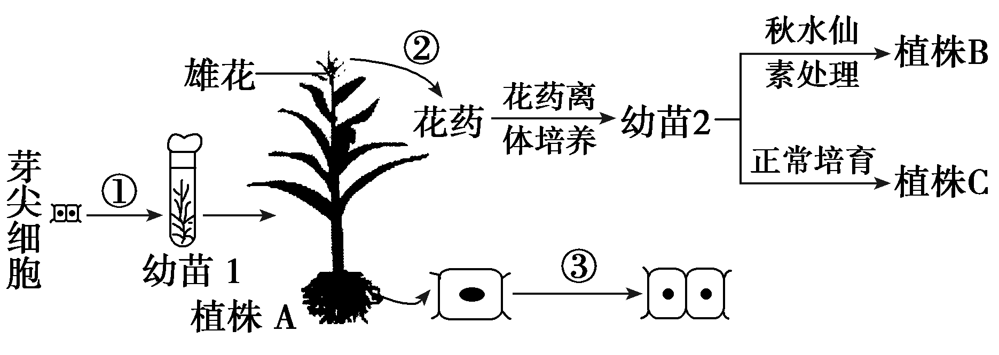 芽尖细胞
①
幼苗 1
雄花
植株 A
②
花药
花药离
体培养
幼苗2
秋水仙
素处理
植株B
正常培育
植株C
③